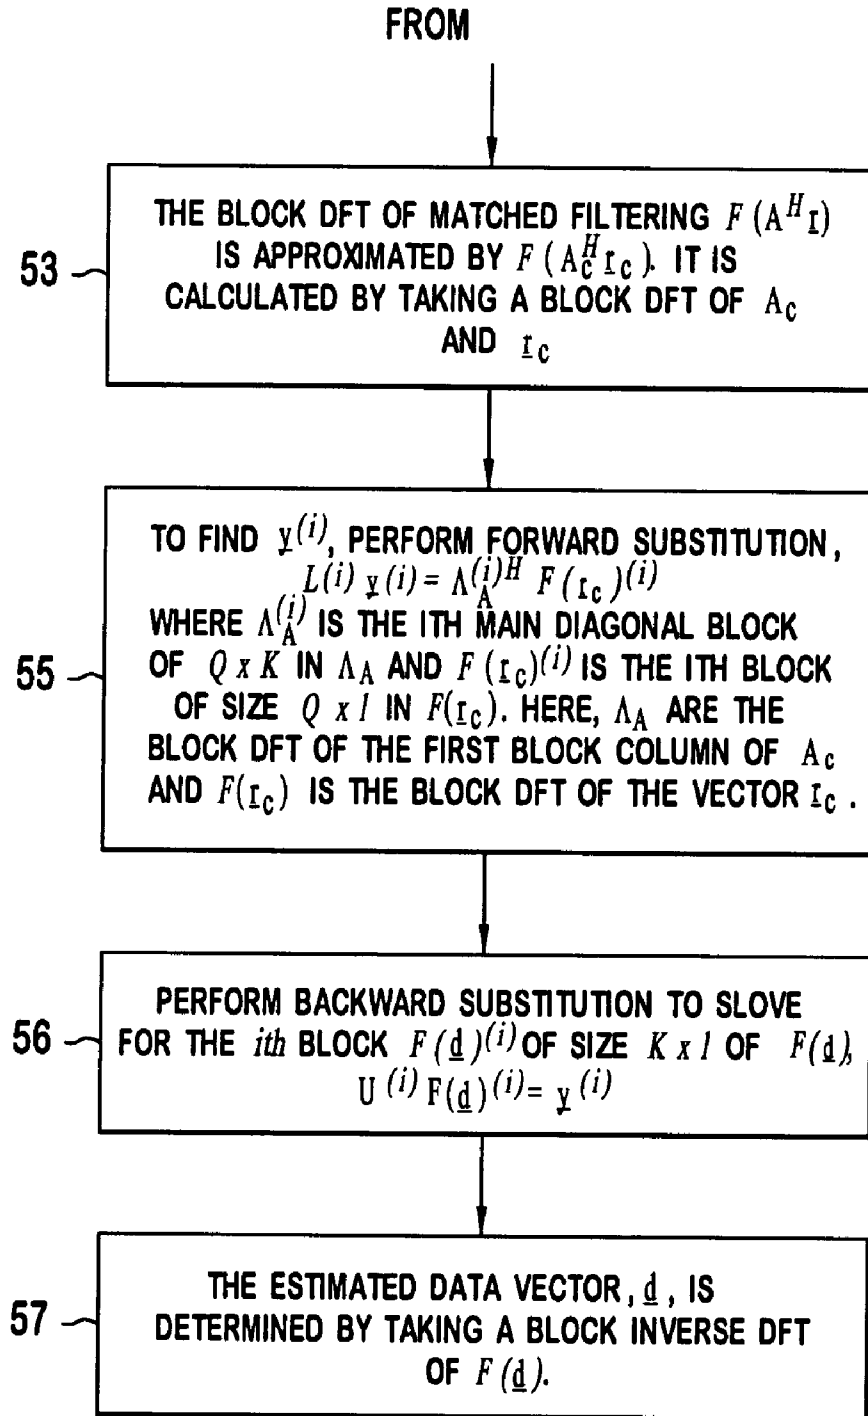 FROM
53
THE BLOCK DFT OF MATCHED FILTERING F(A^H r)
IS APPROXIMATED BY F(A_c^H r_c). IT IS
CALCULATED BY TAKING A BLOCK DFT OF A_c
AND r_c
55
TO FIND y^(i), PERFORM FORWARD SUBSTITUTION,
L^(i) y^(i) = Λ_A^(i)H F(r_c)^(i)
WHERE Λ_A^(i) IS THE ITH MAIN DIAGONAL BLOCK
OF Q x K IN Λ_A AND F(r_c)^(i) IS THE ITH BLOCK
OF SIZE Q x 1 IN F(r_c). HERE, Λ_A ARE THE
BLOCK DFT OF THE FIRST BLOCK COLUMN OF A_c
AND F(r_c) IS THE BLOCK DFT OF THE VECTOR r_c.
56
PERFORM BACKWARD SUBSTITUTION TO SLOVE
FOR THE ith BLOCK F(d)^(i) OF SIZE K x 1 OF F(d),
U^(i) F(d)^(i) = y^(i)
57
THE ESTIMATED DATA VECTOR, d, IS
DETERMINED BY TAKING A BLOCK INVERSE DFT
OF F(d).